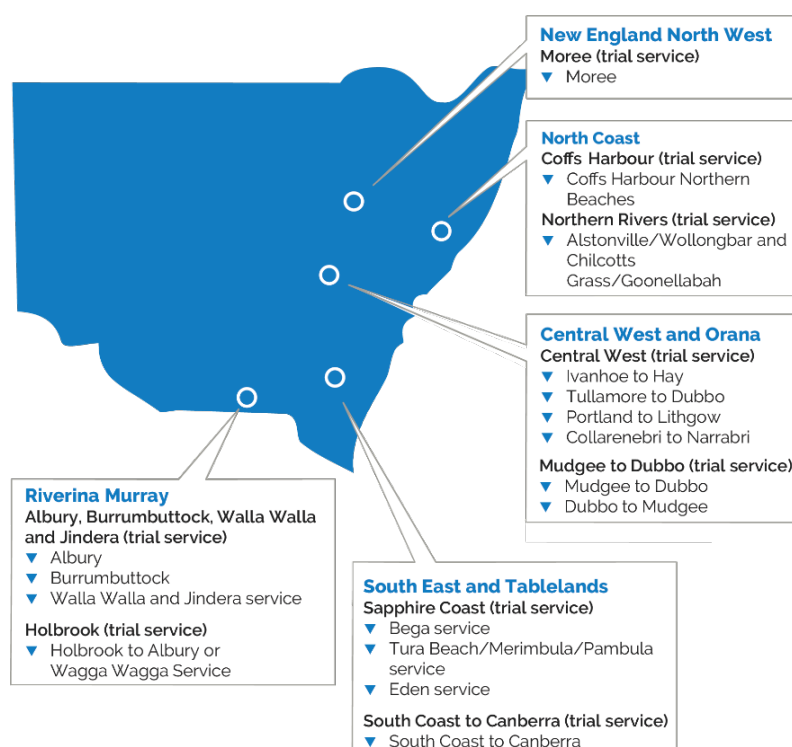 New England North West
Moree (trial service)
▼ Moree
North Coast
Coffs Harbour (trial service)
▼ Coffs Harbour Northern
Beaches
Northern Rivers (trial service)
▼ Alstonville/Wollongbar and
Chilcotts
Grass/Goonellabah
Central West and Orana
Central West (trial service)
▼ Ivanhoe to Hay
▼ Tullamore to Dubbo
▼ Portland to Lithgow
▼ Collarenebri to Narrabri
Mudgee to Dubbo (trial service)
▼ Mudgee to Dubbo
▼ Dubbo to Mudgee
Riverina Murray
Albury, Burrumbuttock, Walla Walla
and Jindera (trial service)
▼ Albury
▼ Burrumbuttock
▼ Walla Walla and Jindera service
Holbrook (trial service)
▼ Holbrook to Albury or
Wagga Wagga Service
South East and Tablelands
Sapphire Coast (trial service)
▼ Bega service
▼ Tura Beach/Merimbula/Pambula
service
▼ Eden service
South Coast to Canberra (trial service)
▼ South Coast to Canberra